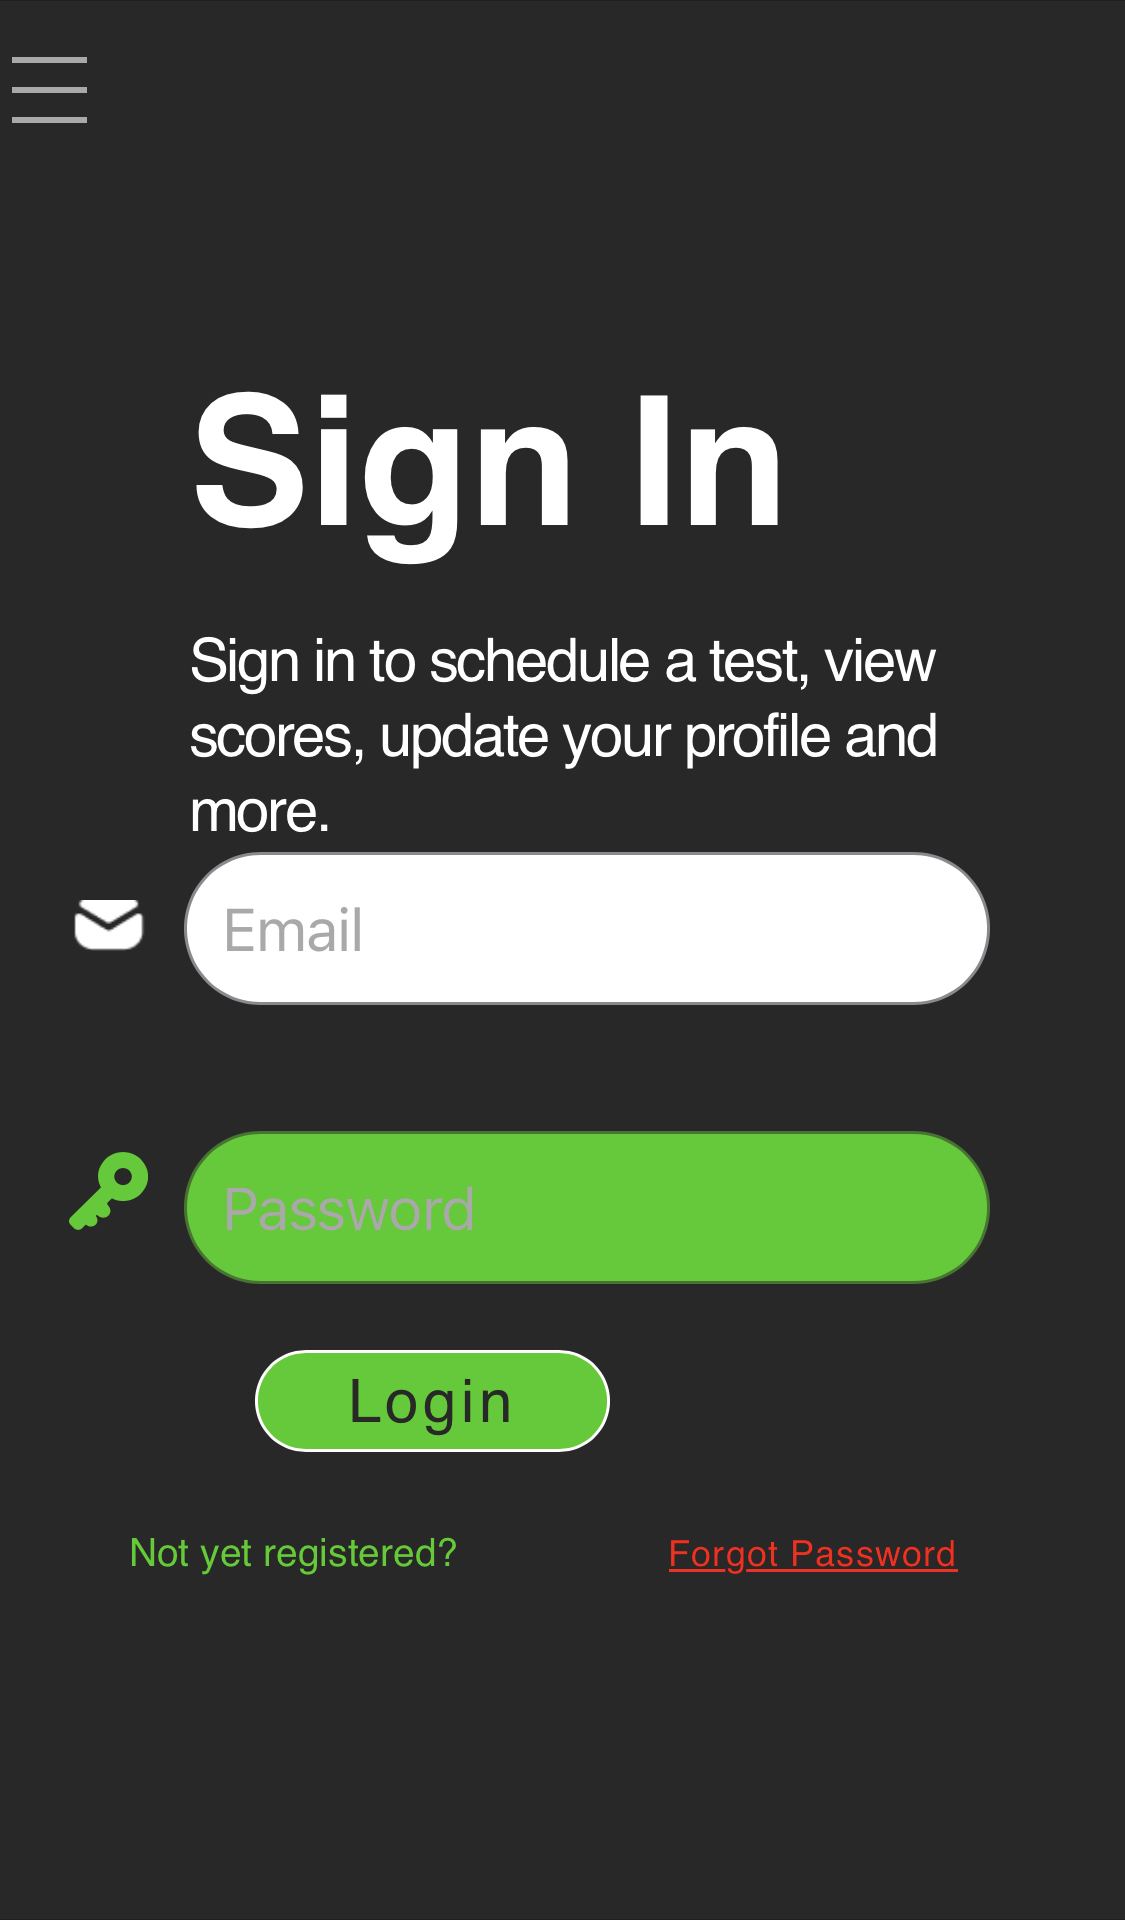 Sign In
Sign in to schedule a test, view
scores, update your profile and
more.
Email
Password
Login
Not yet registered?
Forgot Password